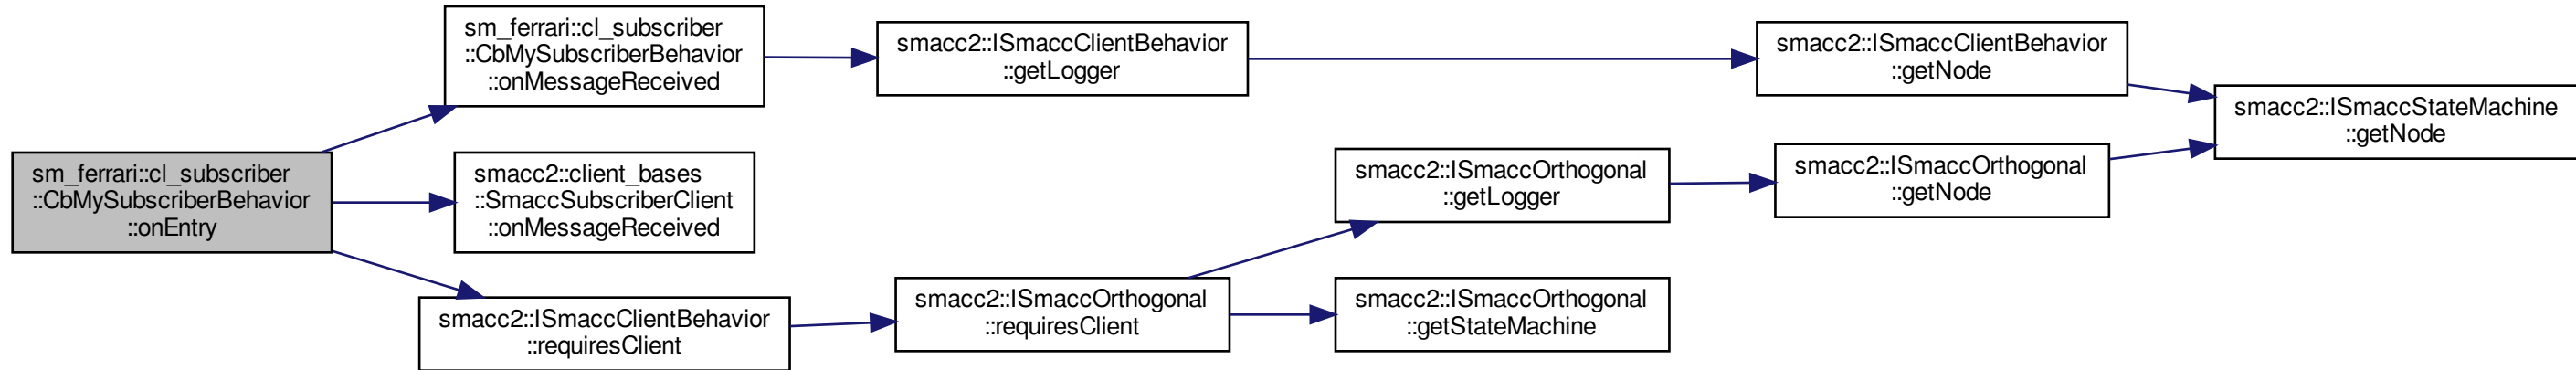 sm_ferrari::cl_subscriber
::CbMySubscriberBehavior
::onMessageReceived
smacc2::ISmaccClientBehavior
::getLogger
smacc2::ISmaccClientBehavior
::getNode
smacc2::ISmaccStateMachine
::getNode
sm_ferrari::cl_subscriber
::CbMySubscriberBehavior
::onEntry
smacc2::client_bases
::SmaccSubscriberClient
::onMessageReceived
smacc2::ISmaccOrthogonal
::getLogger
smacc2::ISmaccOrthogonal
::getNode
smacc2::ISmaccClientBehavior
::requiresClient
smacc2::ISmaccOrthogonal
::requiresClient
smacc2::ISmaccOrthogonal
::getStateMachine